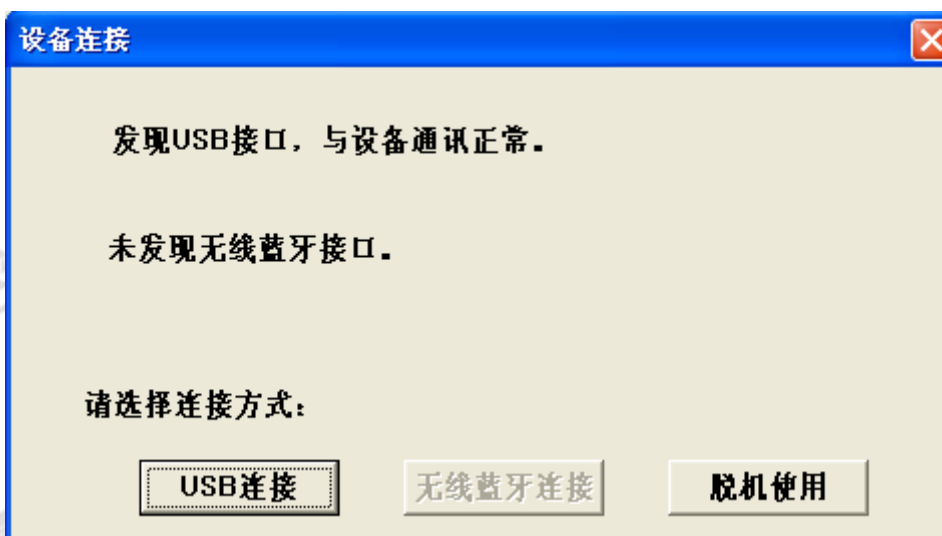 设备连接
发现USB接口，与设备通讯正常。
未发现无线蓝牙接口。
请选择连接方式：
USB连接 无线蓝牙连接 脱机使用